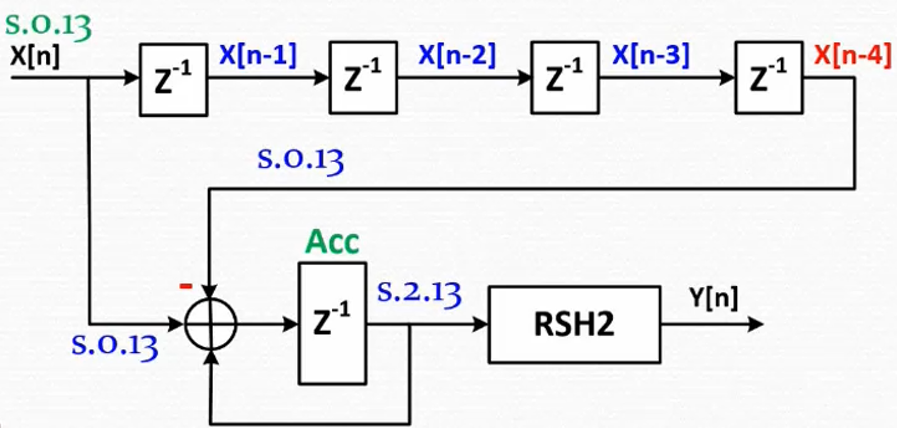 S.0.13
X[n]
Z-1
X[n-1]
Z-1
X[n-2]
Z-1
X[n-3]
Z-1
X[n-4]
S.0.13
Acc
-
Z-1
S.2.13
RSH2
Y[n]
S.0.13